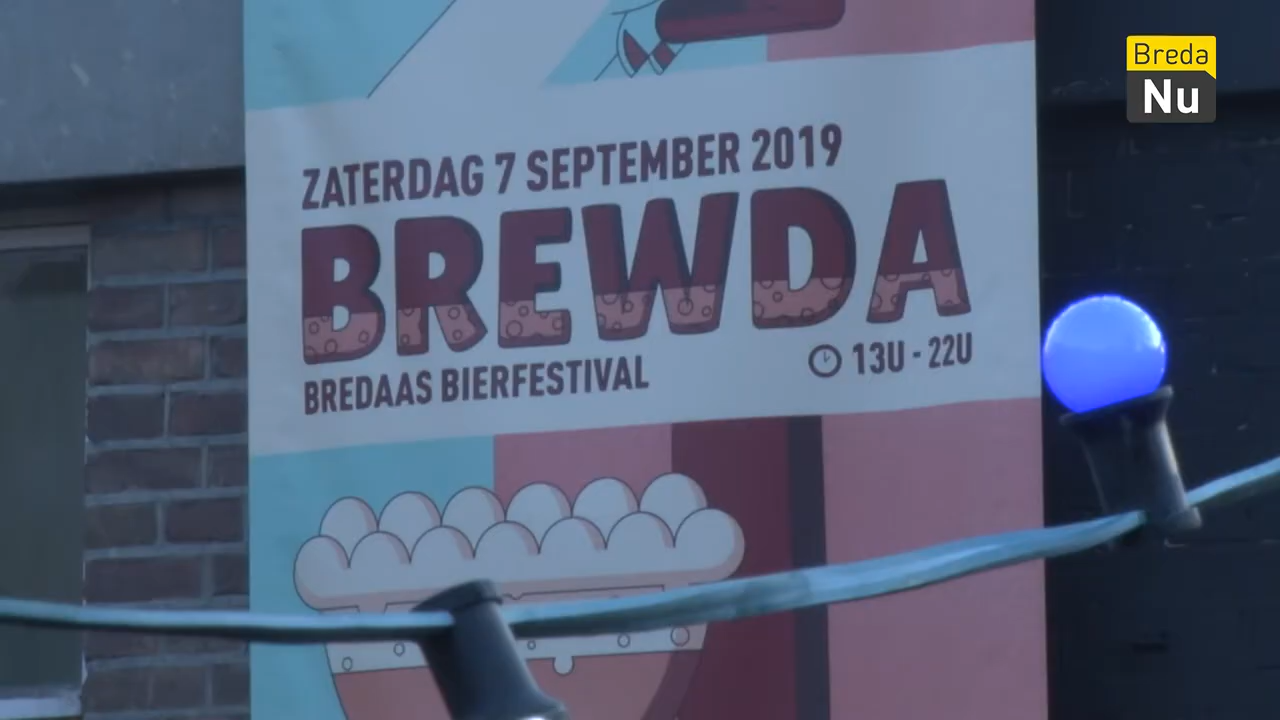 Breda
Nu
ZATERDAG 7 SEPTEMBER 2019
BREWDA
BREDAAS BIERFESTIVAL
13U - 22U